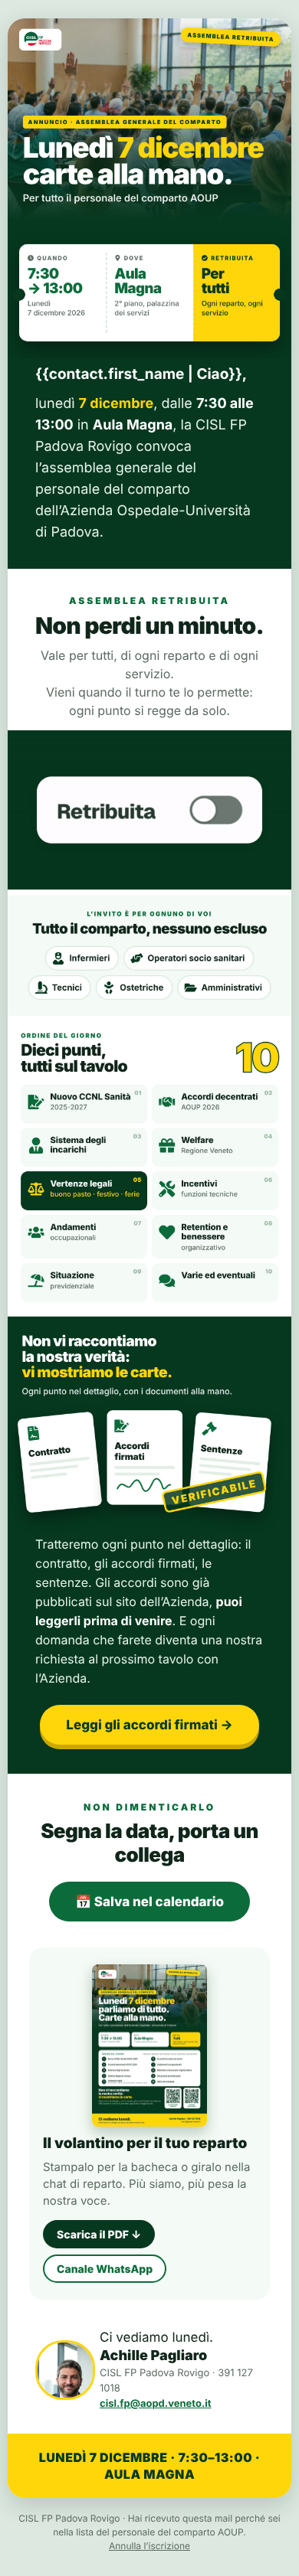 CISL FP
ASSEMBLEA RETRIBUITA
ANNUNCIO · ASSEMBLEA GENERALE DEL COMPARTO
Lunedì 7 dicembre
carte alla mano.
Per tutto il personale del comparto AOUP
QUANDO
7:30
→ 13:00
Lunedì
7 dicembre 2026
DOVE
Aula
Magna
2° piano, palazzina
dei servizi
RETRIBUITA
Per
tutti
Ogni reparto, ogni
servizio
{{contact.first_name | Ciao}},
lunedì 7 dicembre, dalle 7:30 alle
13:00 in Aula Magna, la CISL FP
Padova Rovigo convoca
l'assemblea generale del
personale del comparto
dell'Azienda Ospedale-Università
di Padova.
ASSEMBLEA RETRIBUITA
Non perdi un minuto.
Vale per tutti, di ogni reparto e di ogni
servizio.
Vieni quando il turno te lo permette:
ogni punto si regge da solo.
Retribuita
L'INVITO È PER OGNUNO DI VOI
Tutto il comparto, nessuno escluso
Infermieri
Operatori socio sanitari
Tecnici
Ostetriche
Amministrativi
ORDINE DEL GIORNO
Dieci punti,
tutti sul tavolo
10
Nuovo CCNL Sanità 01
2025-2027
Accordi decentrati 02
AOUP 2026
Sistema degli 03
incarichi
Welfare 04
Regione Veneto
Vertenze legali 05
buono pasto · festivo · ferie
Incentivi 06
funzioni tecniche
Andamenti 07
occupazionali
Retention e 08
benessere
organizzativo
Situazione 09
previdenziale
Varie ed eventuali 10
Non vi raccontiamo
la nostra verità:
vi mostriamo le carte.
Ogni punto nel dettaglio, con i documenti alla mano.
Contratto
Accordi
firmati
Sentenze
VERIFICABILE
Tratteremo ogni punto nel dettaglio: il
contratto, gli accordi firmati, le
sentenze. Gli accordi sono già
pubblicati sul sito dell'Azienda, puoi
leggerli prima di venire. E ogni
domanda che farete diventa una nostra
richiesta al prossimo tavolo con
l'Azienda.
Leggi gli accordi firmati →
NON DIMENTICARLO
Segna la data, porta un
collega
Salva nel calendario
Lunedì 7 dicembre
parliamo di tutto.
Carte alla mano.
Il volantino per il tuo reparto
Stampalo per la bacheca o giralo nella
chat di reparto. Più siamo, più pesa la
nostra voce.
Scarica il PDF ↓
Canale WhatsApp
Ci vediamo lunedì.
Achille Pagliaro
CISL FP Padova Rovigo · 391 127
1018
cisl.fp@aopd.veneto.it
LUNEDÌ 7 DICEMBRE · 7:30–13:00 ·
AULA MAGNA
CISL FP Padova Rovigo · Hai ricevuto questa mail perché sei
nella lista del personale del comparto AOUP.
Annulla l'iscrizione